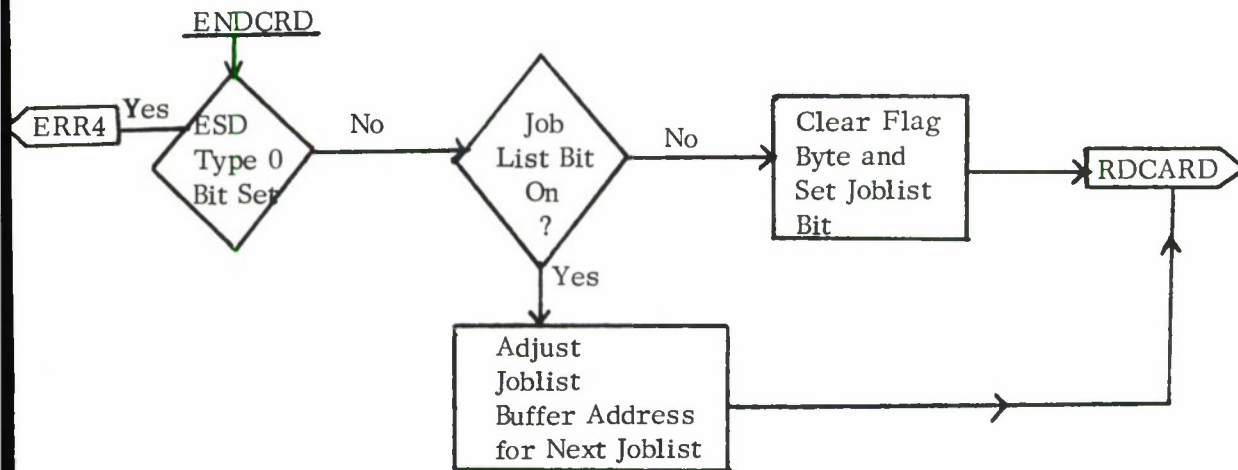 ENDCRD
ERR4
Yes
ESD
Type 0
Bit Set
No
Job
List Bit
On
?
No
Clear Flag
Byte and
Set Joblist
Bit
RDCARD
Yes
Adjust
Joblist
Buffer Address
for Next Joblist